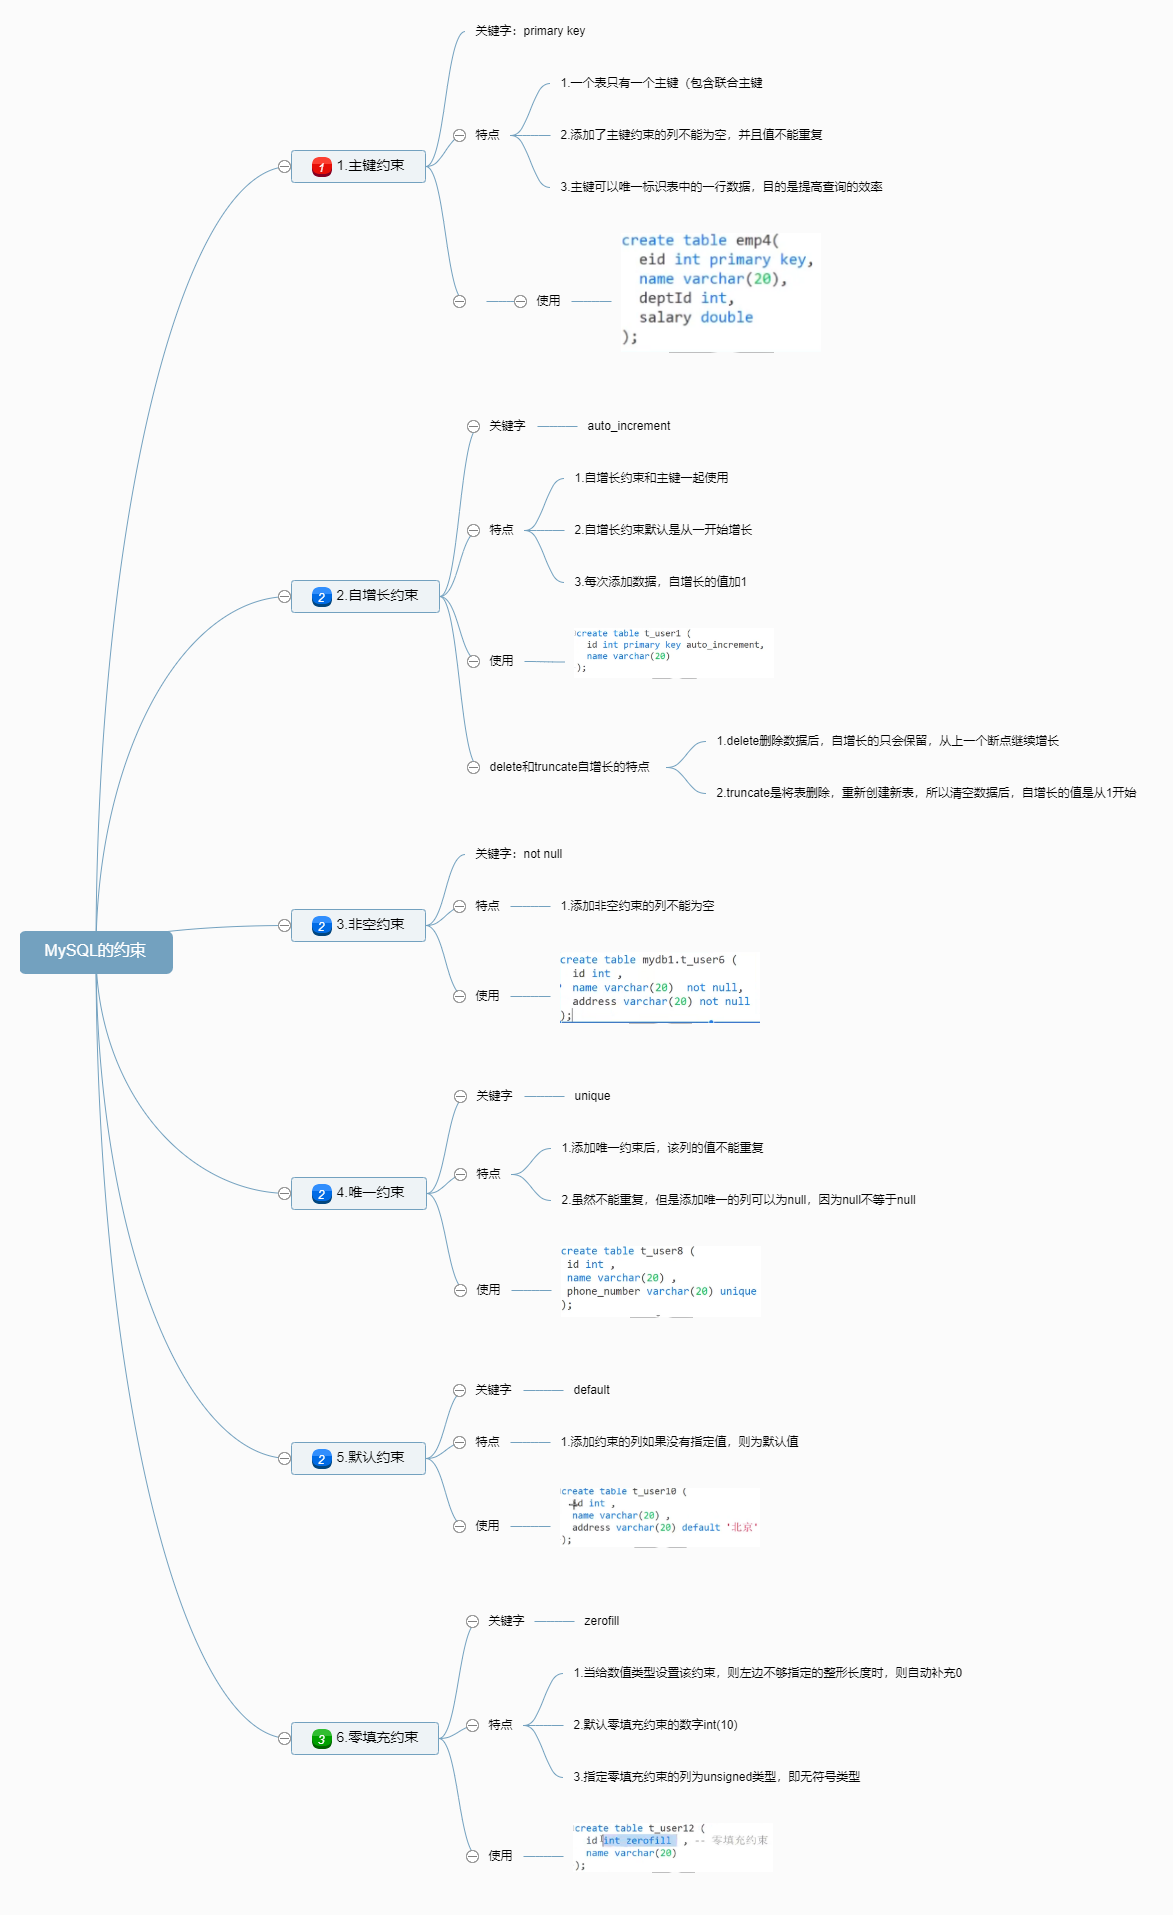 MySQL的约束
1.主键约束
关键字：primary key
特点
1.一个表只有一个主键（包含联合主键
2.添加了主键约束的列不能为空，并且值不能重复
3.主键可以唯一标识表中的一行数据，目的是提高查询的效率
使用
create table emp4(
eid int primary key,
name varchar(20),
deptId int,
salary double
);
2.自增长约束
关键字
auto_increment
特点
1.自增长约束和主键一起使用
2.自增长约束默认是从一开始增长
3.每次添加数据，自增长的值加1
使用
create table t_user1 (
id int primary key auto_increment,
name varchar(20)
);
delete和truncate自增长的特点
1.delete删除数据后，自增长的只会保留，从上一个断点继续增长
2.truncate是将表删除，重新创建新表，所以清空数据后，自增长的值是从1开始
3.非空约束
关键字：not null
特点
1.添加非空约束的列不能为空
使用
create table mydb1.t_user6 (
id int ,
name varchar(20) not null,
address varchar(20) not null
);
4.唯一约束
关键字
unique
特点
1.添加唯一约束后，该列的值不能重复
2.虽然不能重复，但是添加唯一的列可以为null，因为null不等于null
使用
create table t_user8 (
id int ,
name varchar(20) ,
phone_number varchar(20) unique
);
5.默认约束
关键字
default
特点
1.添加约束的列如果没有指定值，则为默认值
使用
create table t_user10 (
id int ,
name varchar(20) ,
address varchar(20) default '北京'
);
6.零填充约束
关键字
zerofill
特点
1.当给数值类型设置该约束，则左边不够指定的整形长度时，则自动补充0
2.默认零填充约束的数字int(10)
3.指定零填充约束的列为unsigned类型，即无符号类型
使用
create table t_user12 (
id int zerofill , -- 零填充约束
name varchar(20)
);